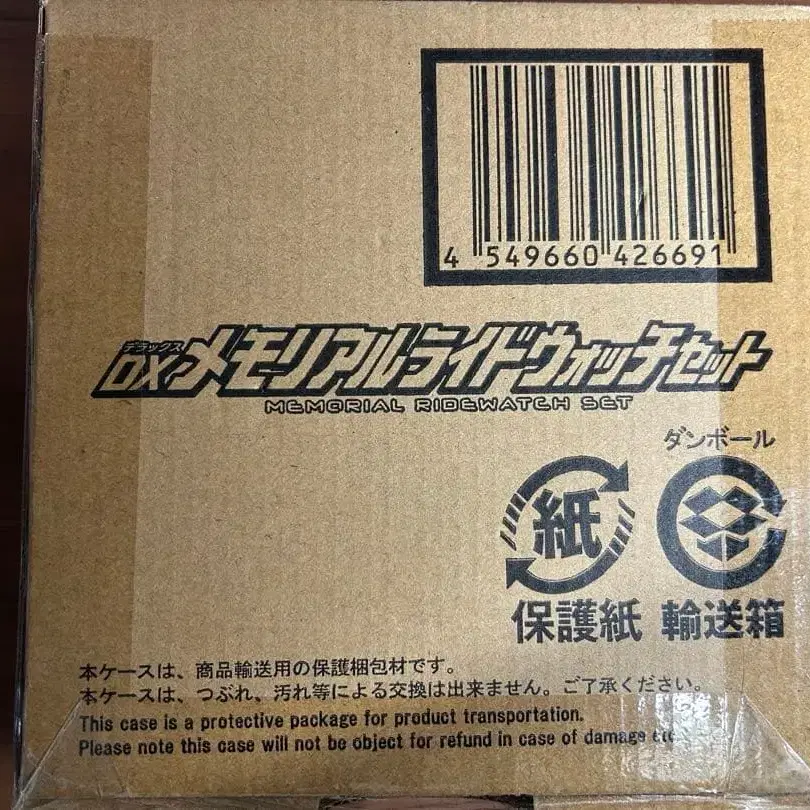 4 549660 426691
デラックス
DXメモリアルライドウォッチセット
MEMORIAL RIDEWATCH SET
ダンボール
紙
保護紙 輸送箱
本ケースは、商品輸送用の保護梱包材です。
本ケースは、つぶれ、汚れ等による交換は出来ません。ご了承ください。
This case is a protective package for product transportation.
Please note this case will not be object for refund in case of damage etc.